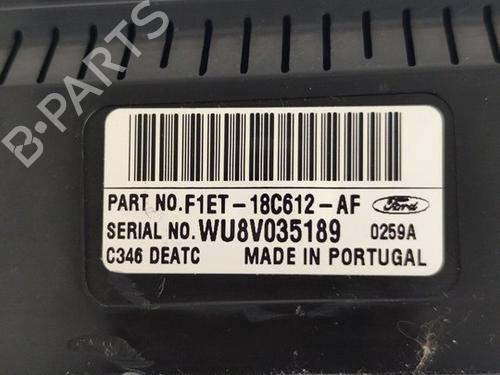 B-PARTS
PART NO. F1ET-18C612-AF Ford
SERIAL NO. WU8V035189 0259A
C346 DEATC MADE IN PORTUGAL